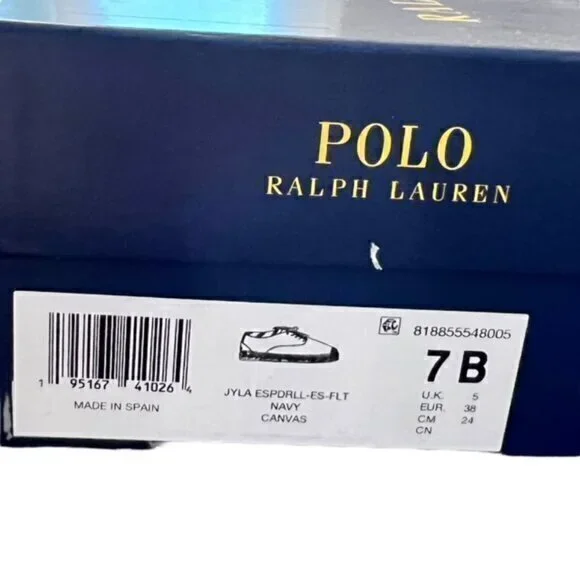 POLO
RALPH LAUREN
1 95167 41026 4
MADE IN SPAIN
JYLA ESPDRLL-ES-FLT
NAVY
CANVAS
818855548005
7 B
U.K. 5
EUR. 38
CM 24
CN